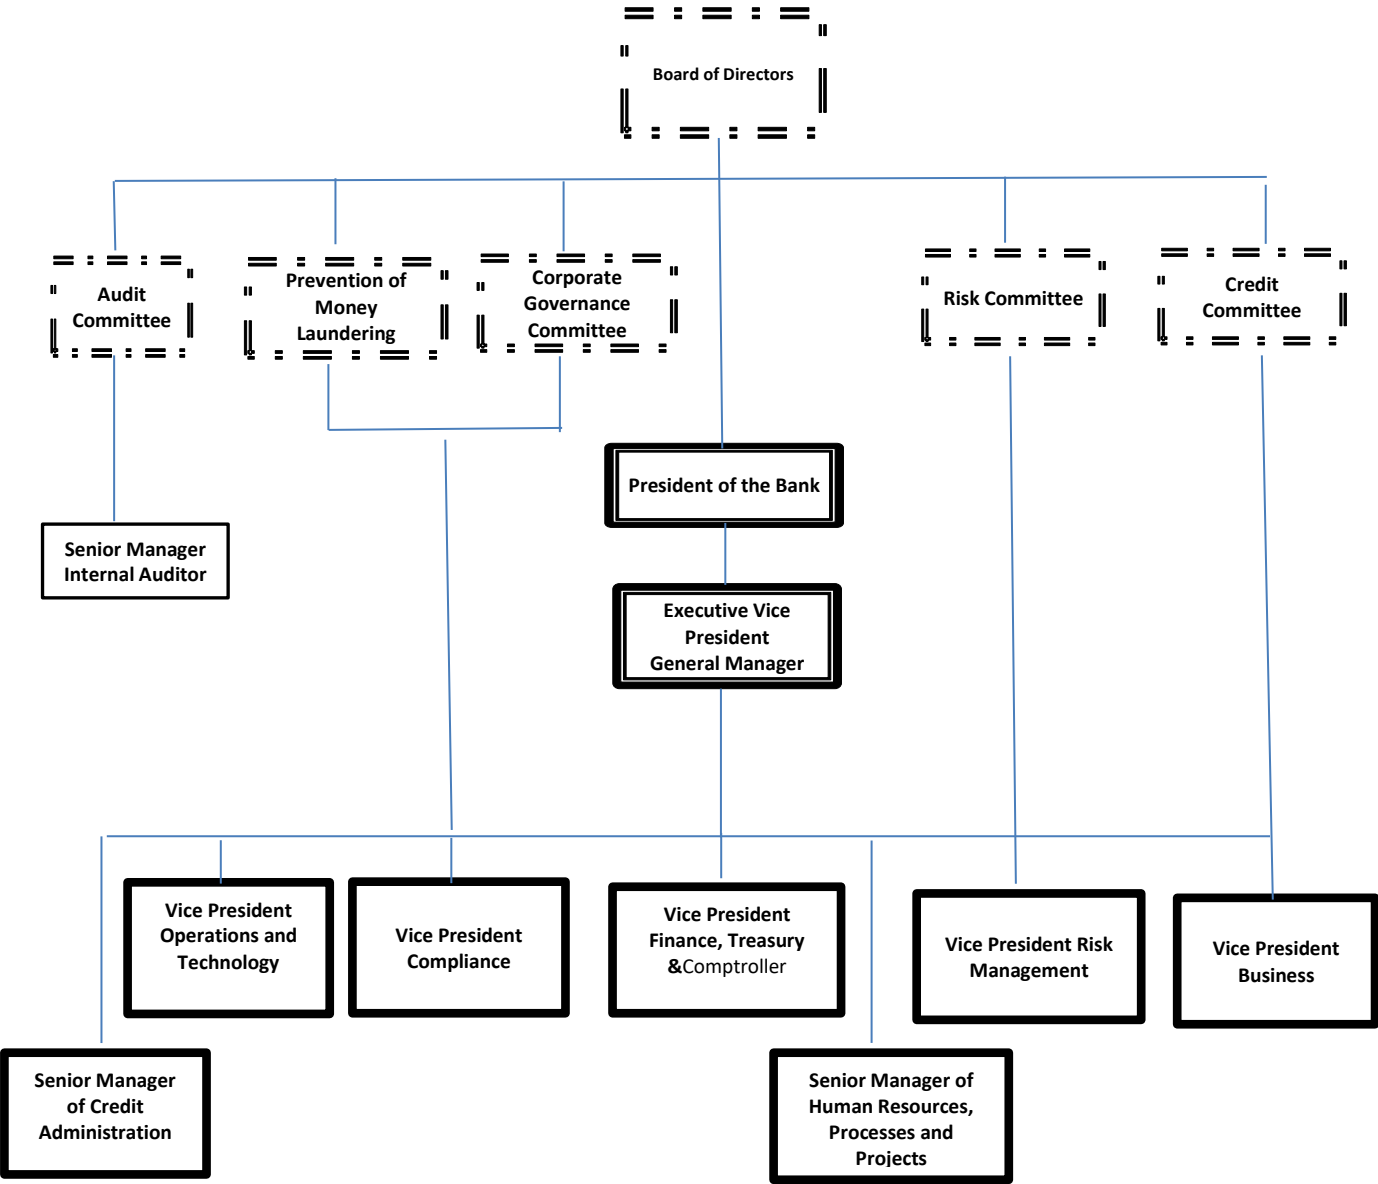 Board of Directors
Audit
Committee
Prevention of
Money
Laundering
Corporate
Governance
Committee
Risk Committee
Credit
Committee
President of the Bank
Senior Manager
Internal Auditor
Executive Vice
President
General Manager
Vice President
Operations and
Technology
Vice President
Compliance
Vice President
Finance, Treasury
&Comptroller
Vice President Risk
Management
Vice President
Business
Senior Manager
of Credit
Administration
Senior Manager of
Human Resources,
Processes and
Projects